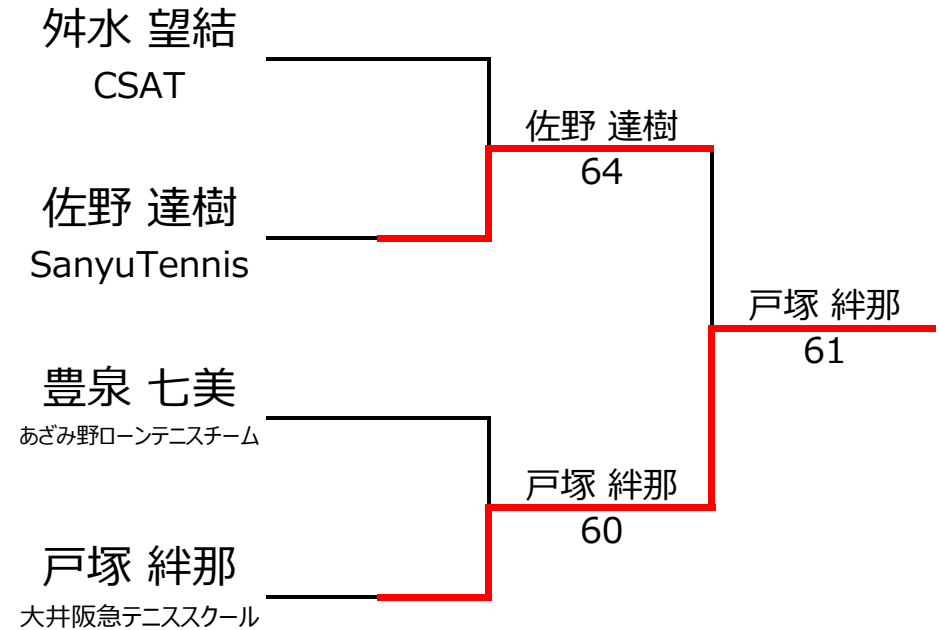 舛水 望結
CSAT
佐野 達樹
64
佐野 達樹
SanyuTennis
戸塚 絆那
61
豊泉 七美
あざみ野ローンテニスチーム
戸塚 絆那
60
戸塚 絆那
大井阪急テニススクール